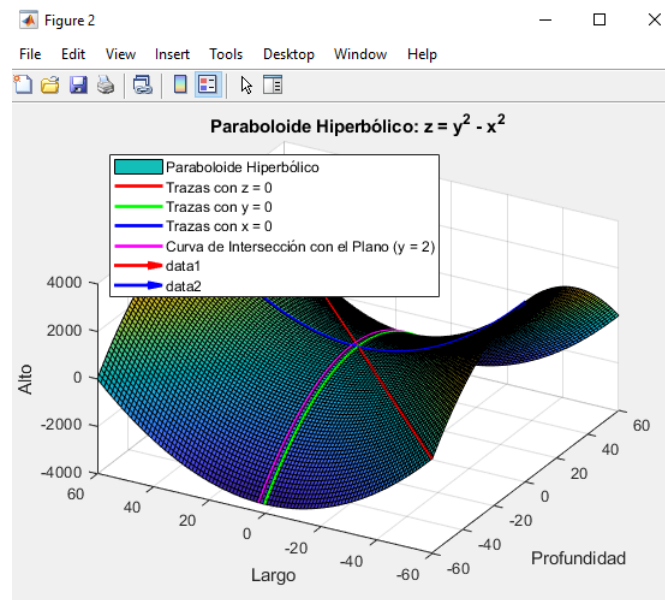 Figure 2
File Edit View Insert Tools Desktop Window Help
Paraboloide Hiperbólico: z = y² - x²
Paraboloide Hiperbólico
Trazas con z = 0
Trazas con y = 0
Trazas con x = 0
Curva de Intersección con el Plano (y = 2)
data1
data2
4000
2000
0
-2000
-4000
Alto
60
40
20
0
-20
-40
-60
Largo
-60
-40
-20
0
20
40
60
Profundidad